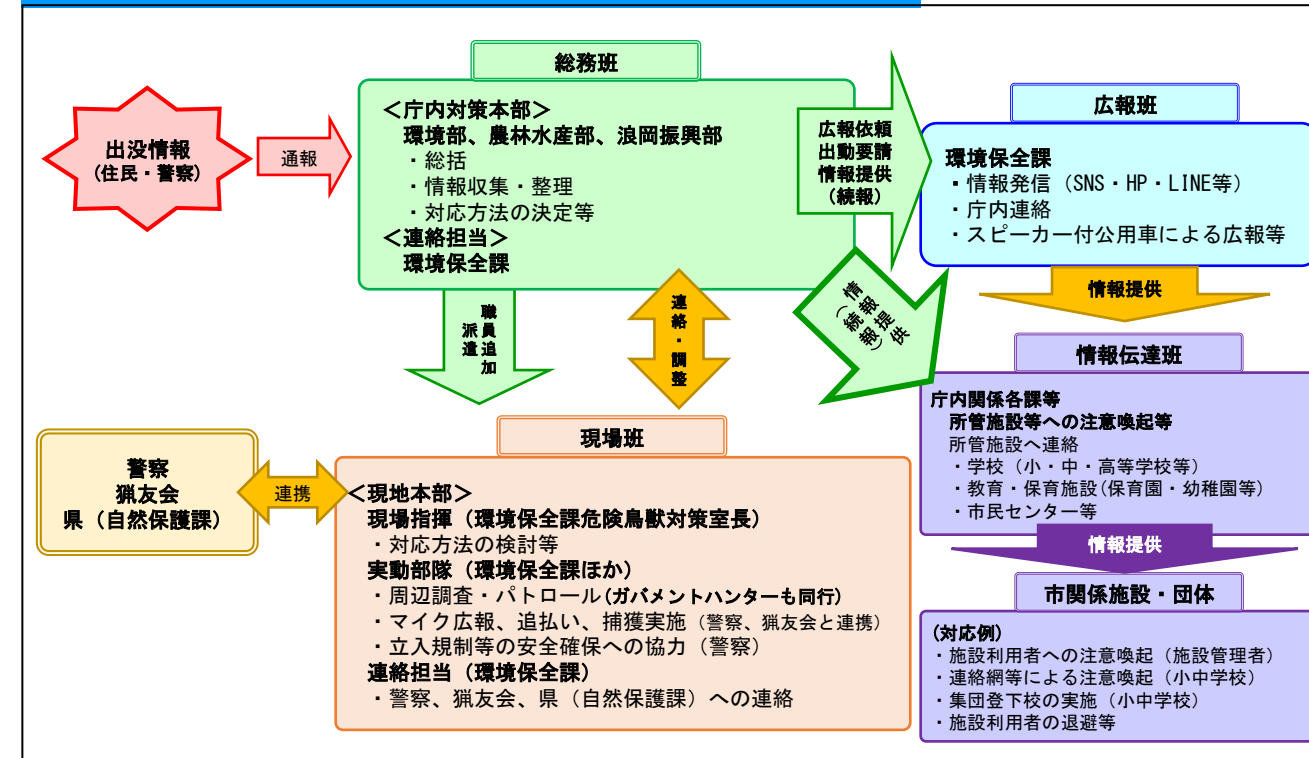 総務班
<庁内対策本部>
環境部、農林水産部、浪岡振興部
・総括
・情報収集・整理
・対応方法の決定等
<連絡担当>
環境保全課
出没情報
(住民・警察)
通報
広報依頼
出動要請
情報提供
(続報)
広報班
環境保全課
・情報発信（SNS・HP・LINE等）
・庁内連絡
・スピーカー付公用車による広報等
情報提供
（続報）
職員追加
派遣
連絡・調整
情報提供
情報伝達班
庁内関係各課等
所管施設等への注意喚起等
所管施設へ連絡
・学校（小・中・高等学校等）
・教育・保育施設(保育園・幼稚園等)
・市民センター等
情報提供
市関係施設・団体
(対応例)
・施設利用者への注意喚起（施設管理者）
・連絡網等による注意喚起（小中学校）
・集団登下校の実施（小中学校）
・施設利用者の退避等
警察
猟友会
県（自然保護課）
連携
現場班
<現地本部>
現場指揮（環境保全課危険鳥獣対策室長）
・対応方法の検討等
実動部隊（環境保全課ほか）
・周辺調査・パトロール(ガバメントハンターも同行)
・マイク広報、追払い、捕獲実施（警察、猟友会と連携）
・立入規制等の安全確保への協力（警察）
連絡担当（環境保全課）
・警察、猟友会、県（自然保護課）への連絡